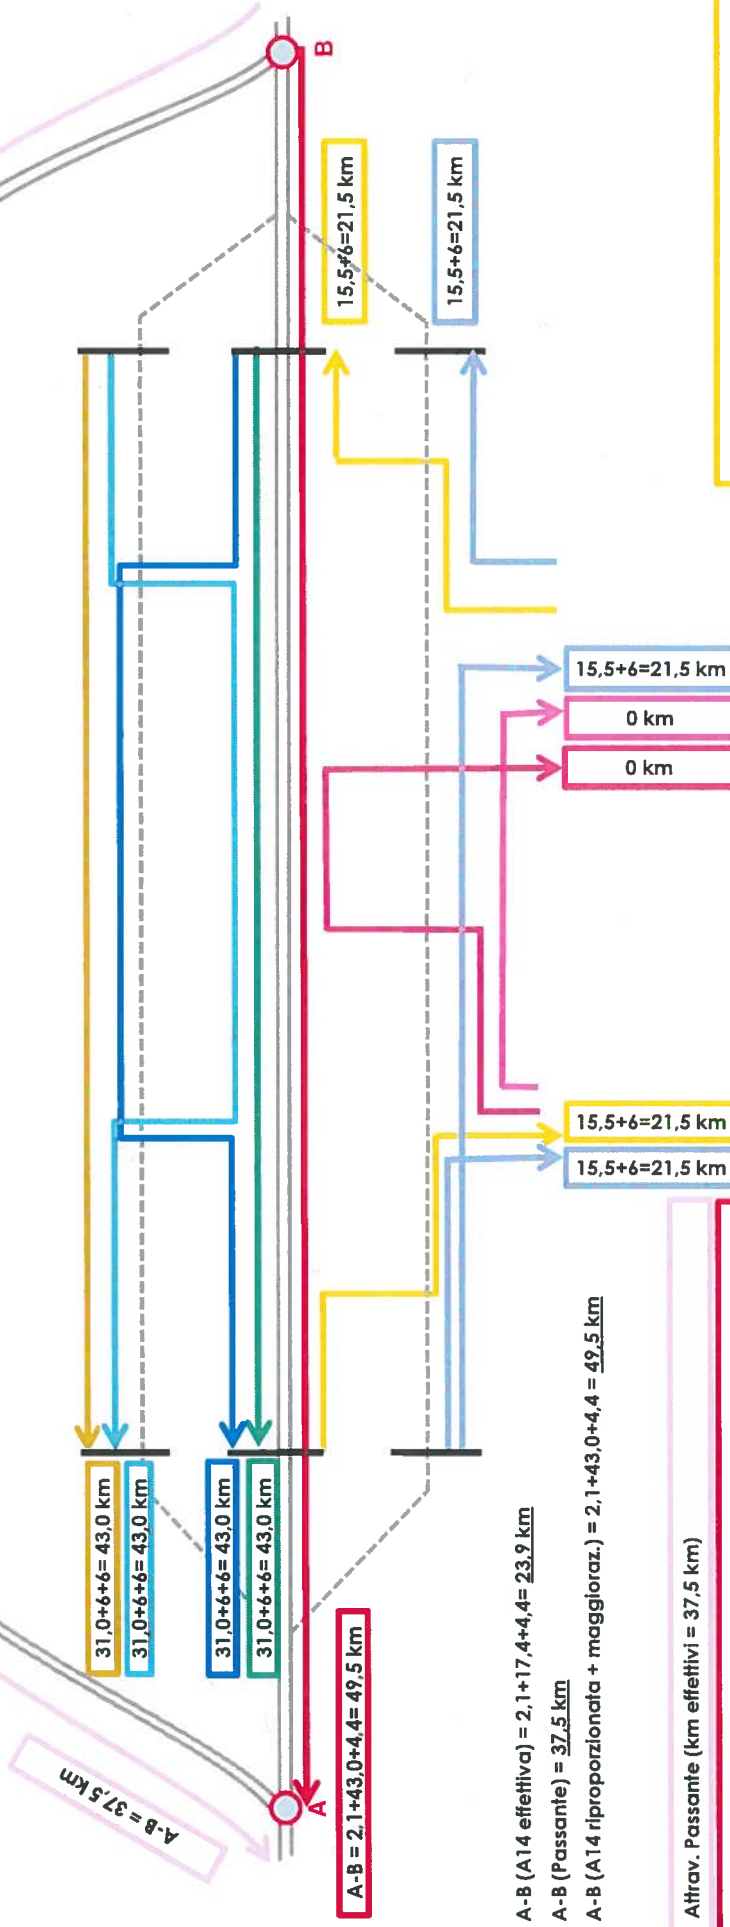 B
15,5+6=21,5 km
15,5+6=21,5 km
15,5+6=21,5 km
0 km
0 km
15,5+6=21,5 km
15,5+6=21,5 km
31,0+6+6= 43,0 km
31,0+6+6= 43,0 km
31,0+6+6= 43,0 km
31,0+6+6= 43,0 km
A-B = 37,5 km
A
A-B = 2,1+43,0+4,4= 49,5 km
A-B (A14 effettiva) = 2,1+17,4+4,4= 23,9 km
A-B (Passante) = 37,5 km
A-B (A14 riproporzionata + maggioraz.) = 2,1+43,0+4,4 = 49,5 km
Attrav. Passante (km effettivi = 37,5 km)